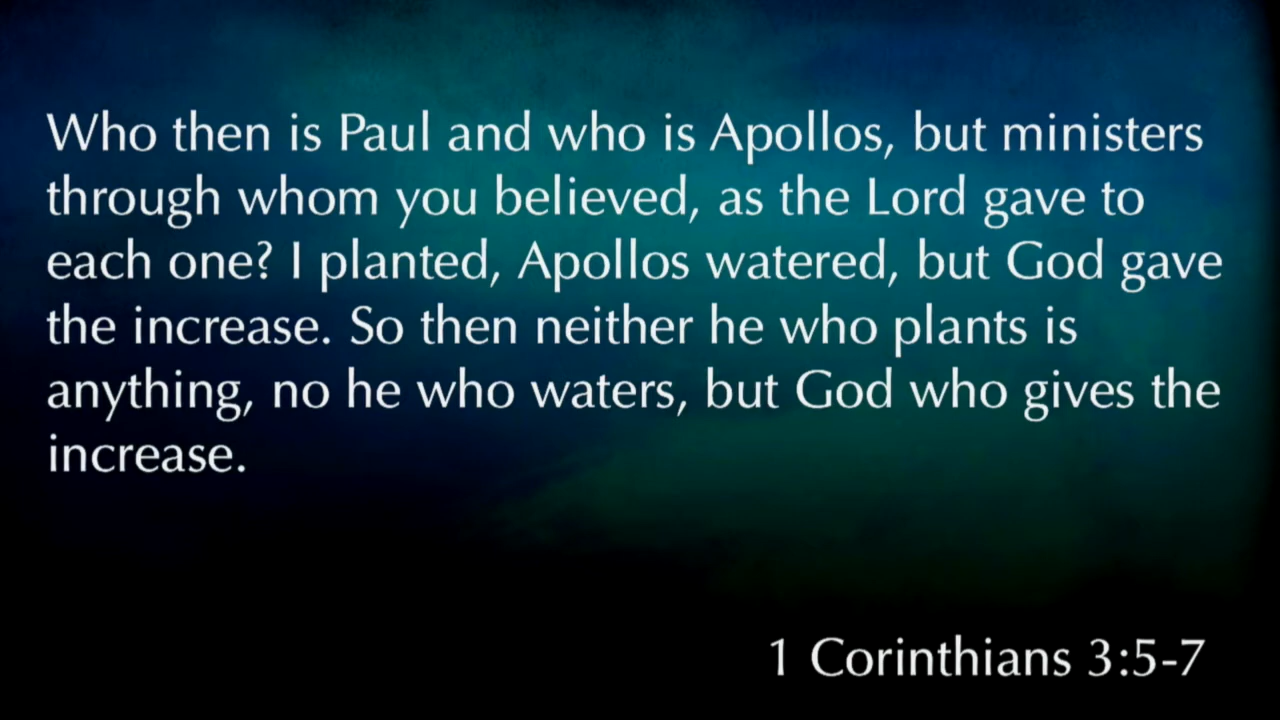 Who then is Paul and who is Apollos, but ministers
through whom you believed, as the Lord gave to
each one? I planted, Apollos watered, but God gave
the increase. So then neither he who plants is
anything, no he who waters, but God who gives the
increase.
1 Corinthians 3:5-7